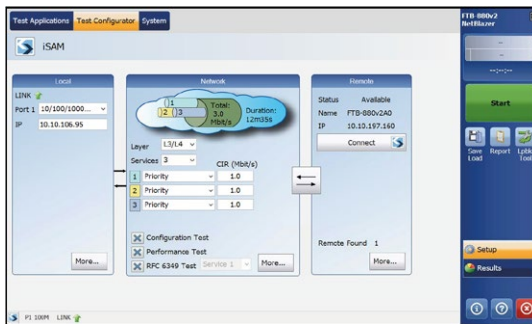 Test Applications Test Configurator System
FTB-880v2
NetBlazer
iSAM
--
--
--:--:--
Start
Save
Load
Report
Lpbk
Tool
Setup
Results
Local
LINK
Port 1 10/100/1000...
IP 10.10.106.95
More...
Network
1
2 3
Total:
3.0
Mbit/s
Duration:
12m35s
Layer L3/L4
Services 3
CIR (Mbit/s)
1 Priority 1.0
2 Priority 1.0
3 Priority 1.0
Configuration Test
Performance Test
RFC 6349 Test Service 1
More...
Remote
Status Available
Name FTB-880v2A0
IP 10.10.197.160
Connect
Remote Found 1
More...
P1 100M LINK